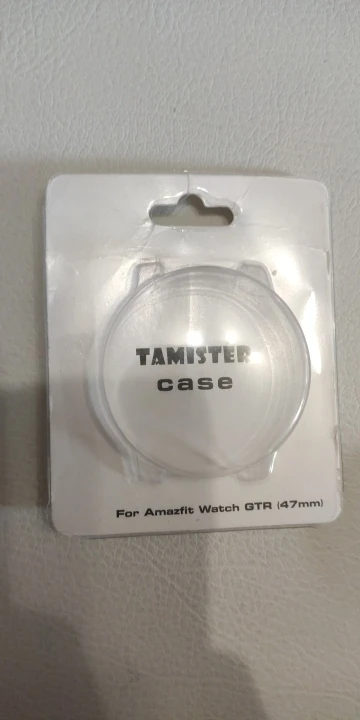 TAMISTER
case
For Amazfit Watch GTR (47mm)